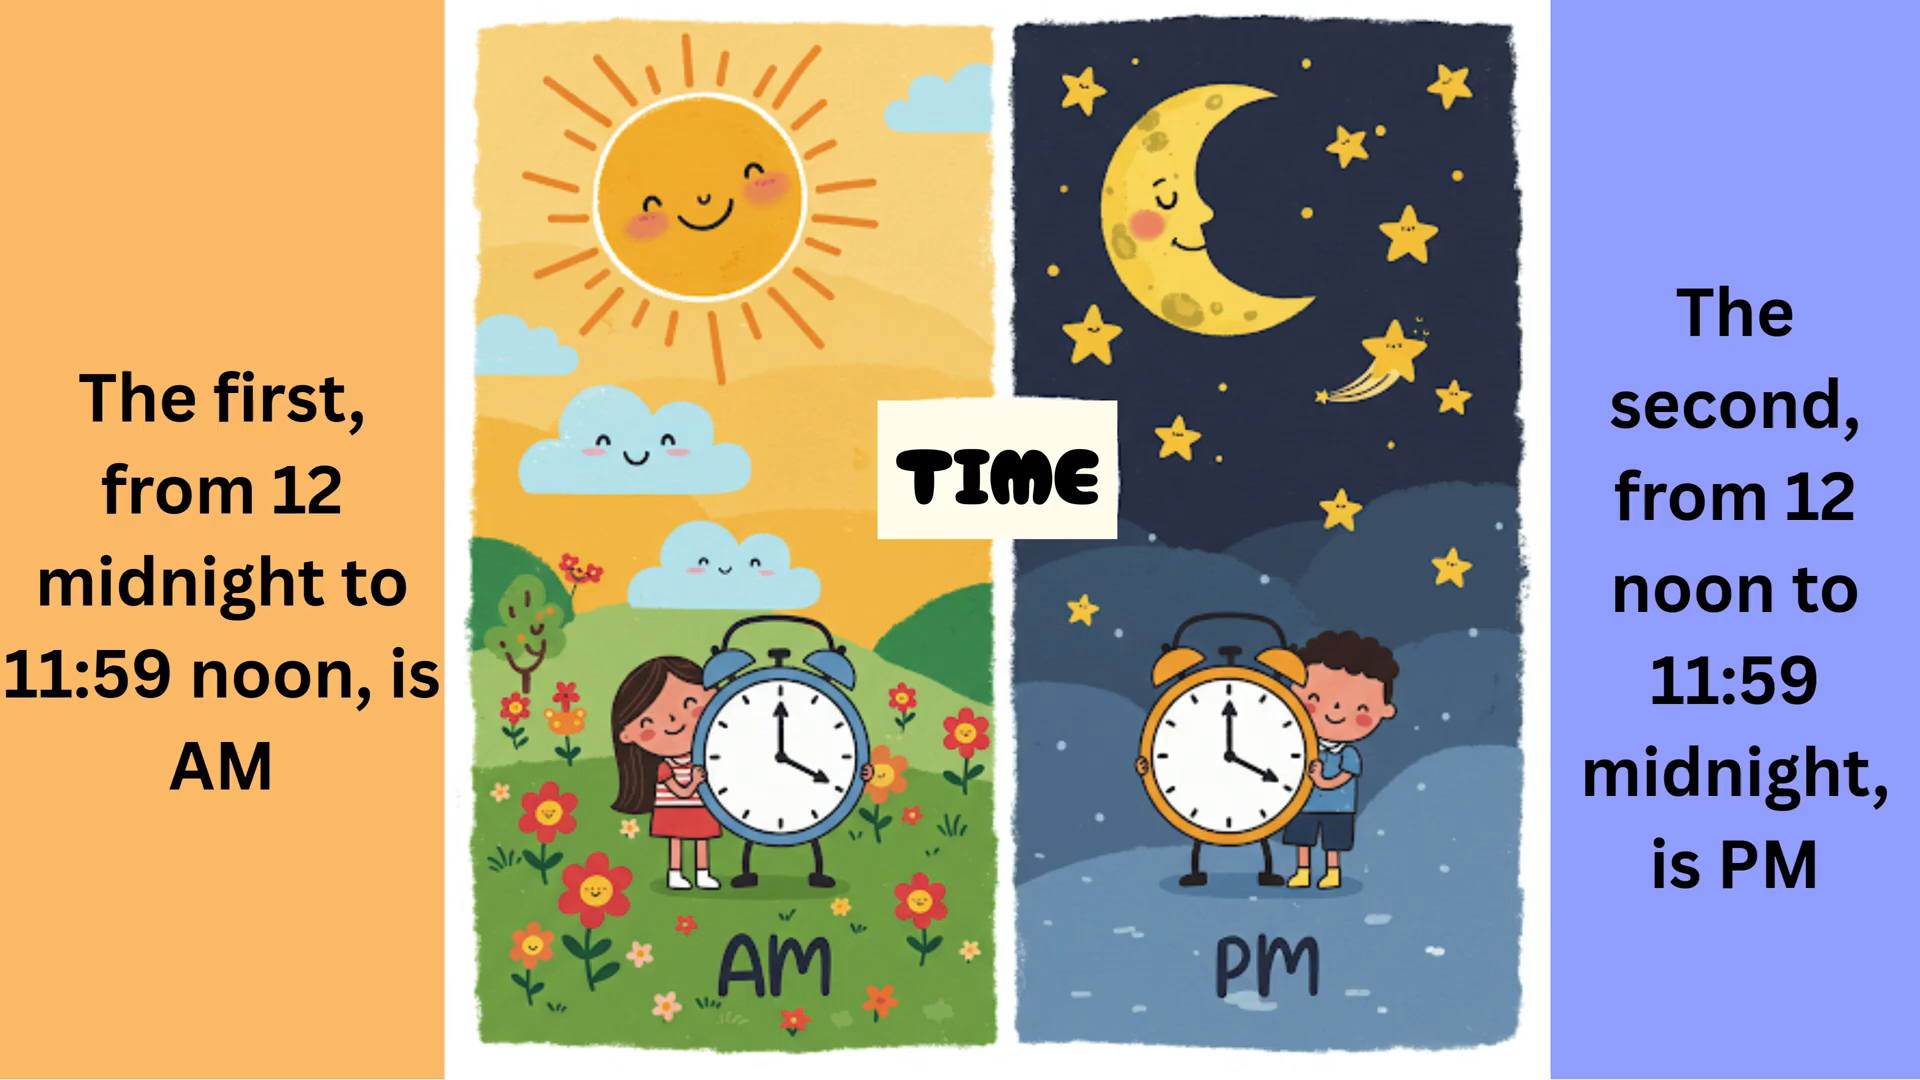 The first,
from 12
midnight to
11:59 noon, is
AM
TIME
AM
PM
The
second,
from 12
noon to
11:59
midnight,
is PM